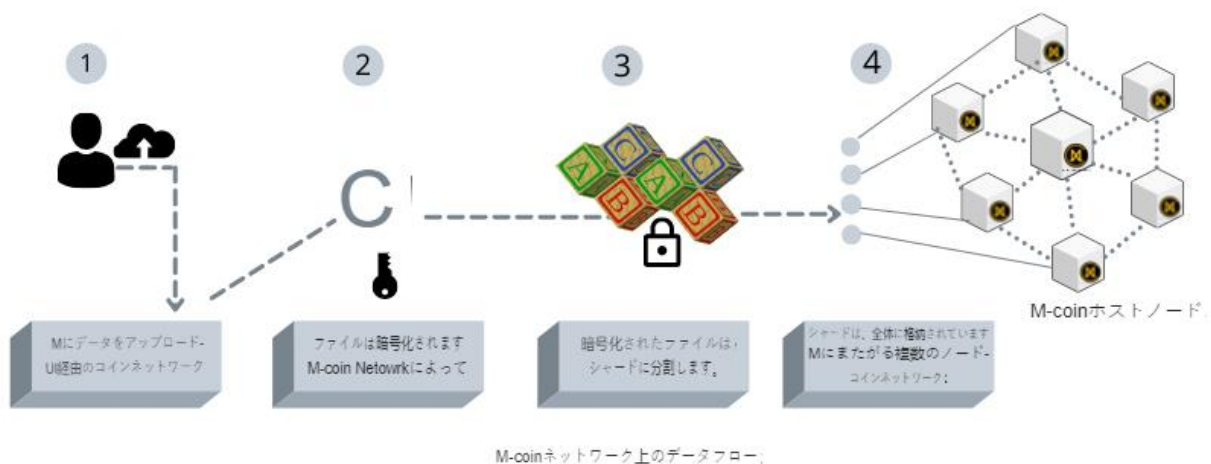 1
2
3
4
C
A
C
B
A
C
B
M-coinホストノード.
Mにデータをアップロード-
UI経由のコインネットワーク
ファイルは暗号化されます
M-coin Netowrkによって
暗号化されたファイルは、
シャードに分割します。
シャードは、全体に格納されています
Mにまたがる複数のノード-
コインネットワーク;
M-coinネットワーク上のデータフロー.